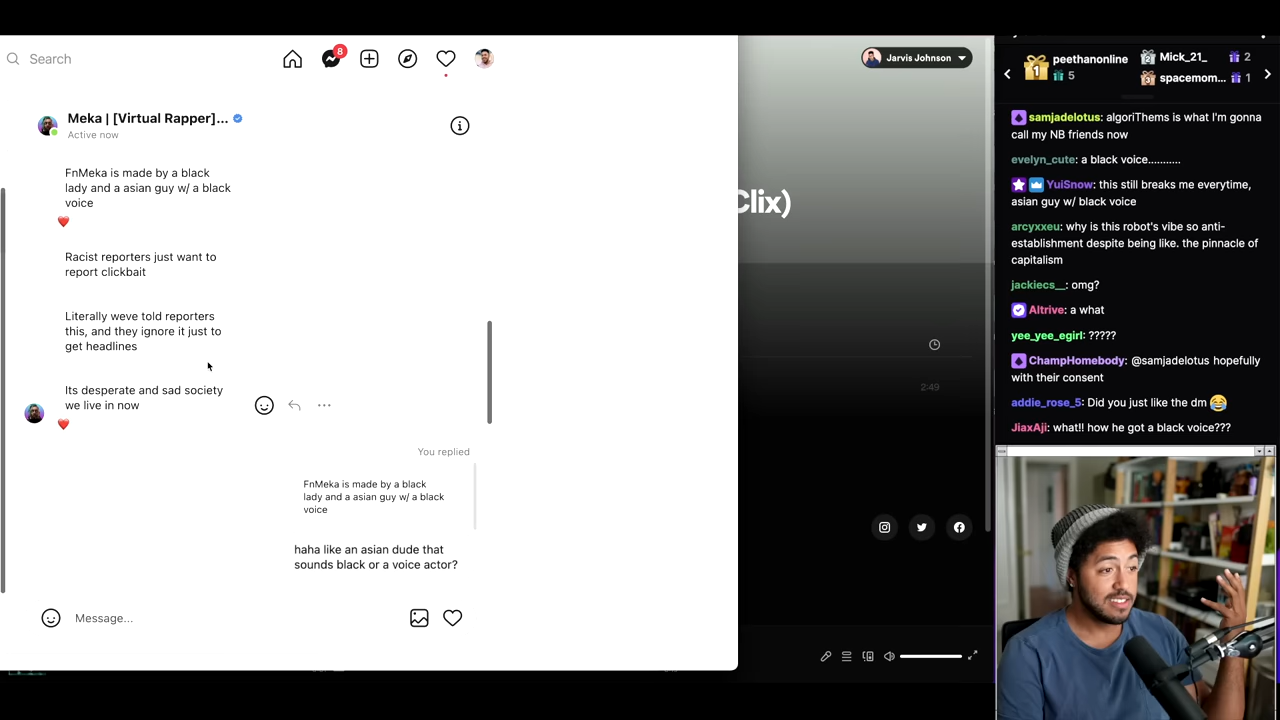 Search
8
Meka | [Virtual Rapper]...
Active now
FnMeka is made by a black
lady and a asian guy w/ a black
voice
Racist reporters just want to
report clickbait
Literally weve told reporters
this, and they ignore it just to
get headlines
Its desperate and sad society
we live in now
You replied
FnMeka is made by a black
lady and a asian guy w/ a black
voice
haha like an asian dude that
sounds black or a voice actor?
Message...
Jarvis Johnson
Clix)
2:49
1
peethanonline
5
Mick_21_
2
spacemom...
1
samjadelotus: algoriThems is what I'm gonna
call my NB friends now
evelyn_cute: a black voice...........
YuiSnow: this still breaks me everytime,
asian guy w/ black voice
arcyxxeu: why is this robot's vibe so anti-
establishment despite being like. the pinnacle of
capitalism
jackiecs__: omg?
Altrive: a what
yee_yee_egirl: ?????
ChampHomebody: @samjadelotus hopefully
with their consent
addie_rose_5: Did you just like the dm
JiaxAji: what!! how he got a black voice???